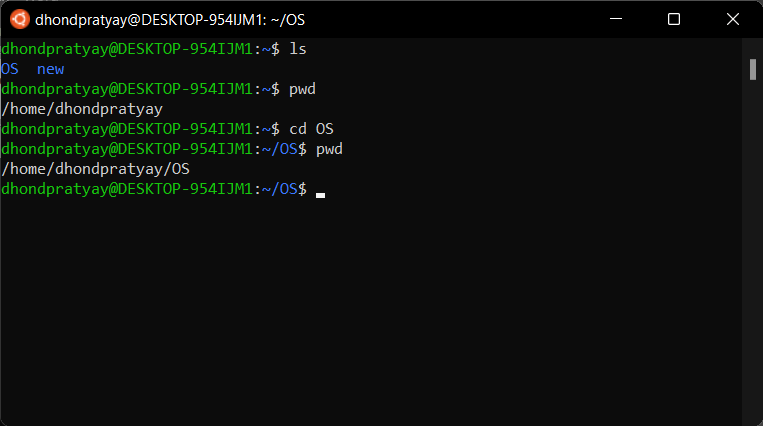 dhondpratyay@DESKTOP-954IJM1: ~/OS
dhondpratyay@DESKTOP-954IJM1:~$ ls
OS  new
dhondpratyay@DESKTOP-954IJM1:~$ pwd
/home/dhondpratyay
dhondpratyay@DESKTOP-954IJM1:~$ cd OS
dhondpratyay@DESKTOP-954IJM1:~/OS$ pwd
/home/dhondpratyay/OS
dhondpratyay@DESKTOP-954IJM1:~/OS$